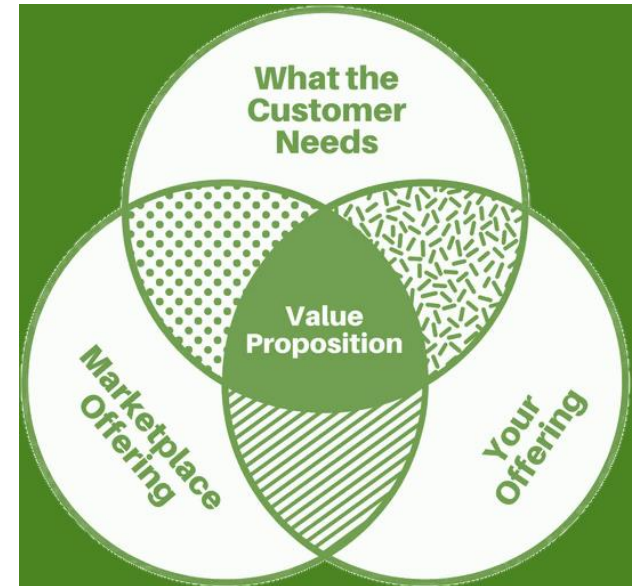 What the
Customer
Needs
Value
Proposition
Marketplace
Offering
Your
Offering